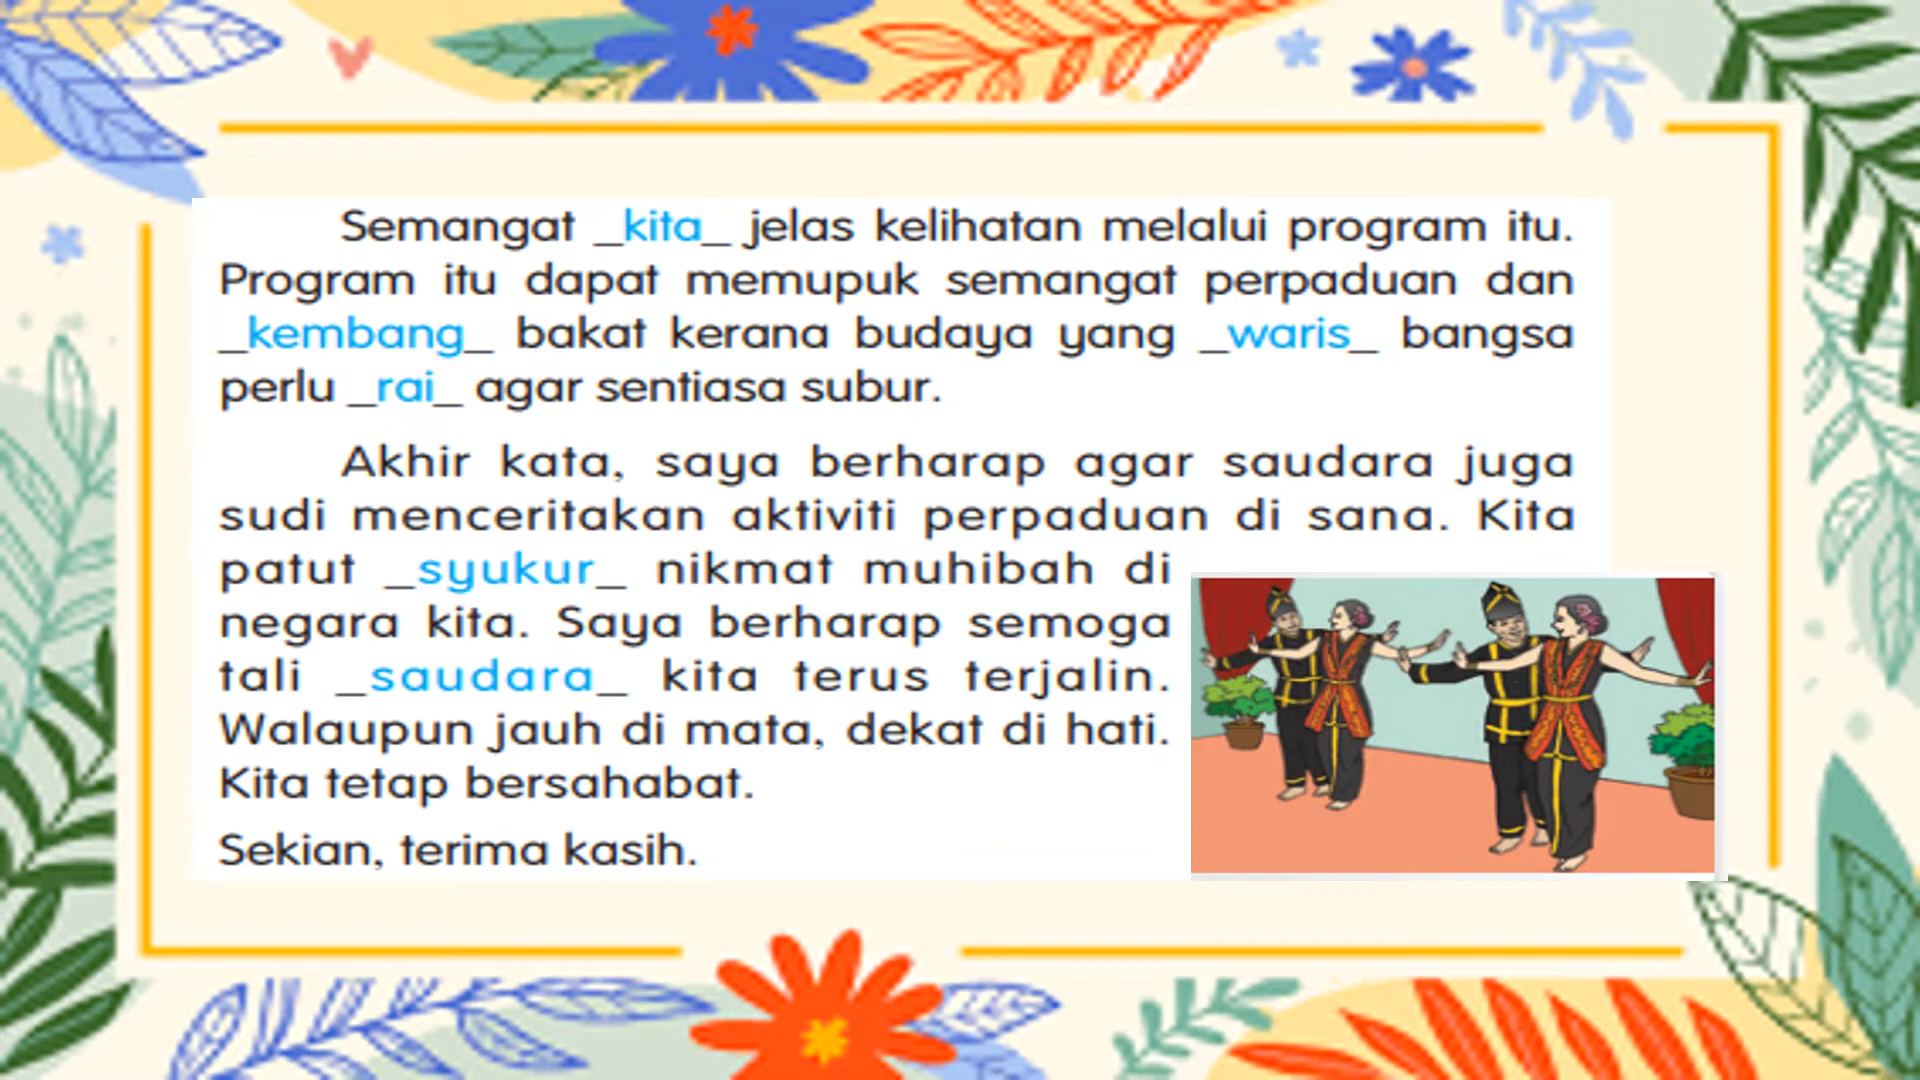 Semangat _kita_ jelas kelihatan melalui program itu.
Program itu dapat memupuk semangat perpaduan dan
_kembang_ bakat kerana budaya yang _waris_ bangsa
perlu _rai_ agar sentiasa subur.
Akhir kata, saya berharap agar saudara juga
sudi menceritakan aktiviti perpaduan di sana. Kita
patut _syukur_ nikmat muhibah di
negara kita. Saya berharap semoga
tali _saudara_ kita terus terjalin.
Walaupun jauh di mata, dekat di hati.
Kita tetap bersahabat.
Sekian, terima kasih.